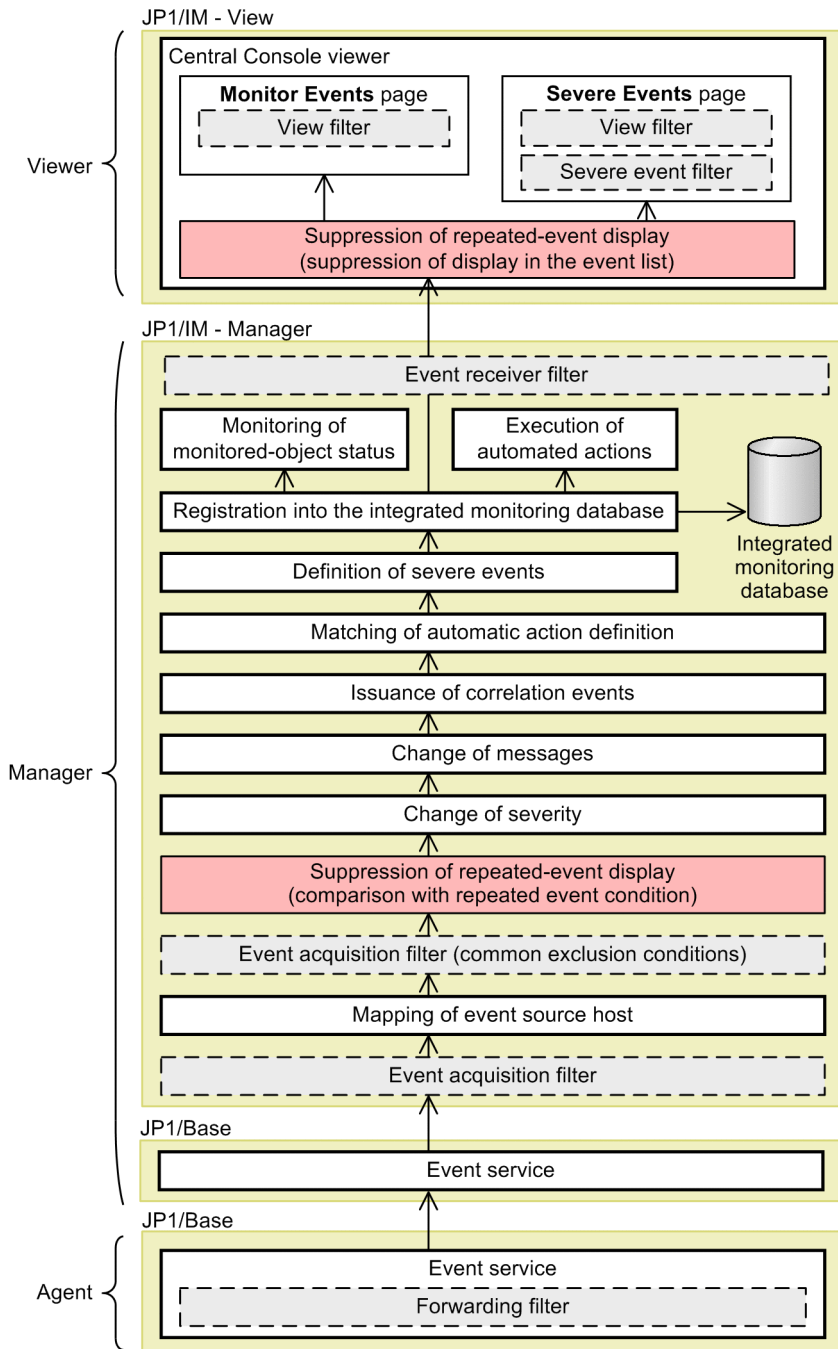 JP1/IM - View
Central Console viewer
Monitor Events page
View filter
Severe Events page
View filter
Severe event filter
Viewer
Suppression of repeated-event display
(suppression of display in the event list)
JP1/IM - Manager
Event receiver filter
Monitoring of
monitored-object status
Execution of
automated actions
Registration into the integrated monitoring database
Integrated
monitoring
database
Definition of severe events
Matching of automatic action definition
Issuance of correlation events
Change of messages
Manager
Change of severity
Suppression of repeated-event display
(comparison with repeated event condition)
Event acquisition filter (common exclusion conditions)
Mapping of event source host
Event acquisition filter
JP1/Base
Event service
JP1/Base
Agent
Event service
Forwarding filter